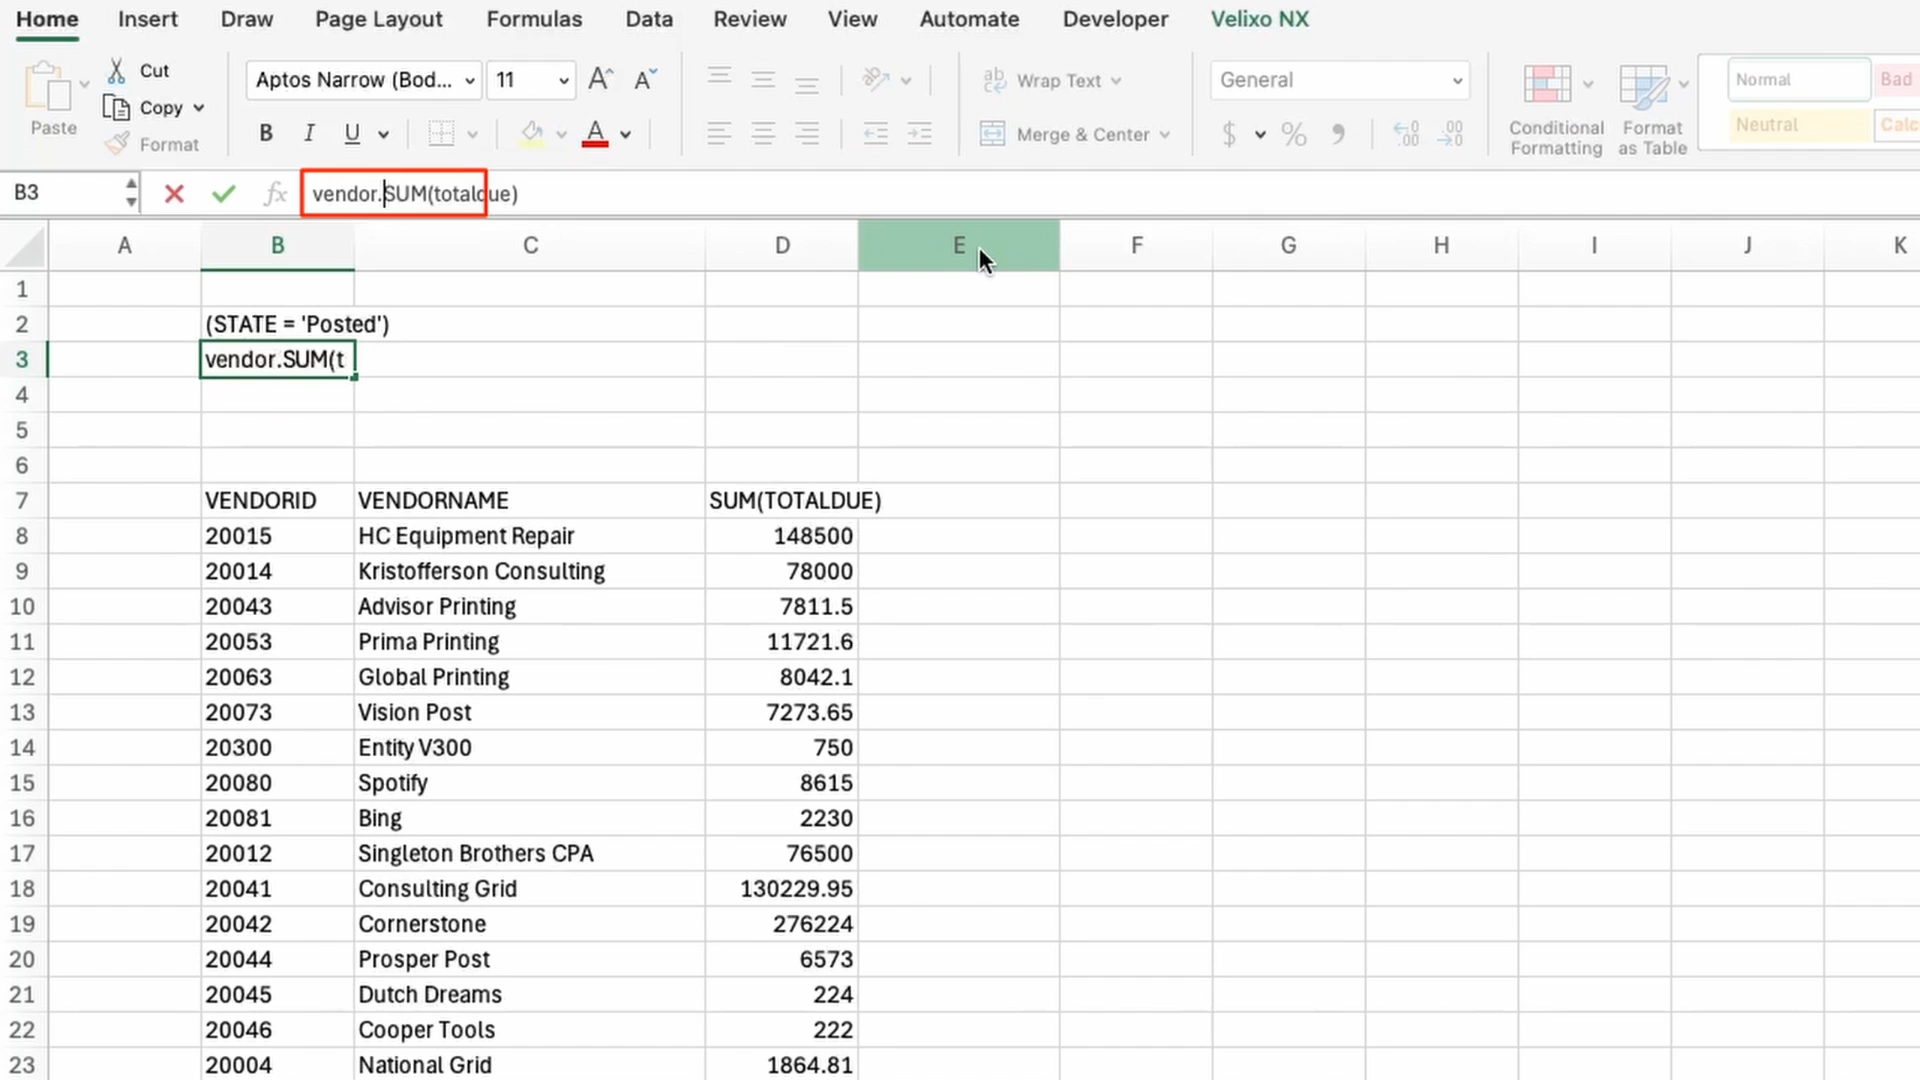 Home Insert Draw Page Layout Formulas Data Review View Automate Developer Velixo NX
Paste
Cut
Copy
Format
Aptos Narrow (Bod... 11 A A
B I U A
ab Wrap Text
Merge & Center
General
$ % 9
Conditional Formatting
Format as Table
Normal Bad
Neutral Calc
B3 fx vendor.SUM(totaldue)
A B C D E F G H I J K
1
2 (STATE = 'Posted')
3 vendor.SUM(t
4
5
6
7 VENDORID VENDORNAME SUM(TOTALDUE)
8 20015 HC Equipment Repair 148500
9 20014 Kristofferson Consulting 78000
10 20043 Advisor Printing 7811.5
11 20053 Prima Printing 11721.6
12 20063 Global Printing 8042.1
13 20073 Vision Post 7273.65
14 20300 Entity V300 750
15 20080 Spotify 8615
16 20081 Bing 2230
17 20012 Singleton Brothers CPA 76500
18 20041 Consulting Grid 130229.95
19 20042 Cornerstone 276224
20 20044 Prosper Post 6573
21 20045 Dutch Dreams 224
22 20046 Cooper Tools 222
23 20004 National Grid 1864.81